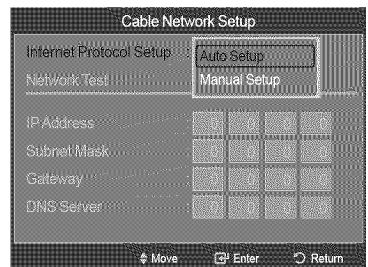 Cable Network Setup
Internet Protocol Setup : Auto Setup
Manual Setup
Network Test
IP Address
Subnet Mask
Gateway
DNS Server
Move Enter Return